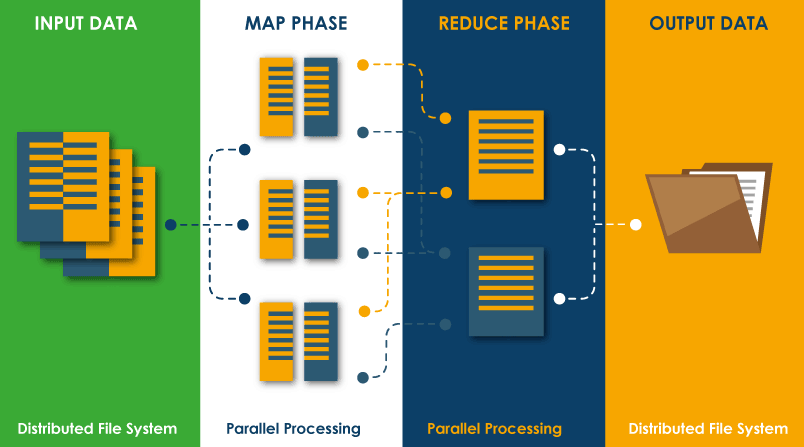 INPUT DATA
MAP PHASE
REDUCE PHASE
OUTPUT DATA
Distributed File System
Parallel Processing
Parallel Processing
Distributed File System